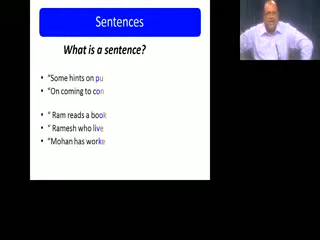 Sentences
What is a sentence?
• "Some hints on pu
• "On coming to con
• " Ram reads a book
• " Ramesh who live
• "Mohan has worke